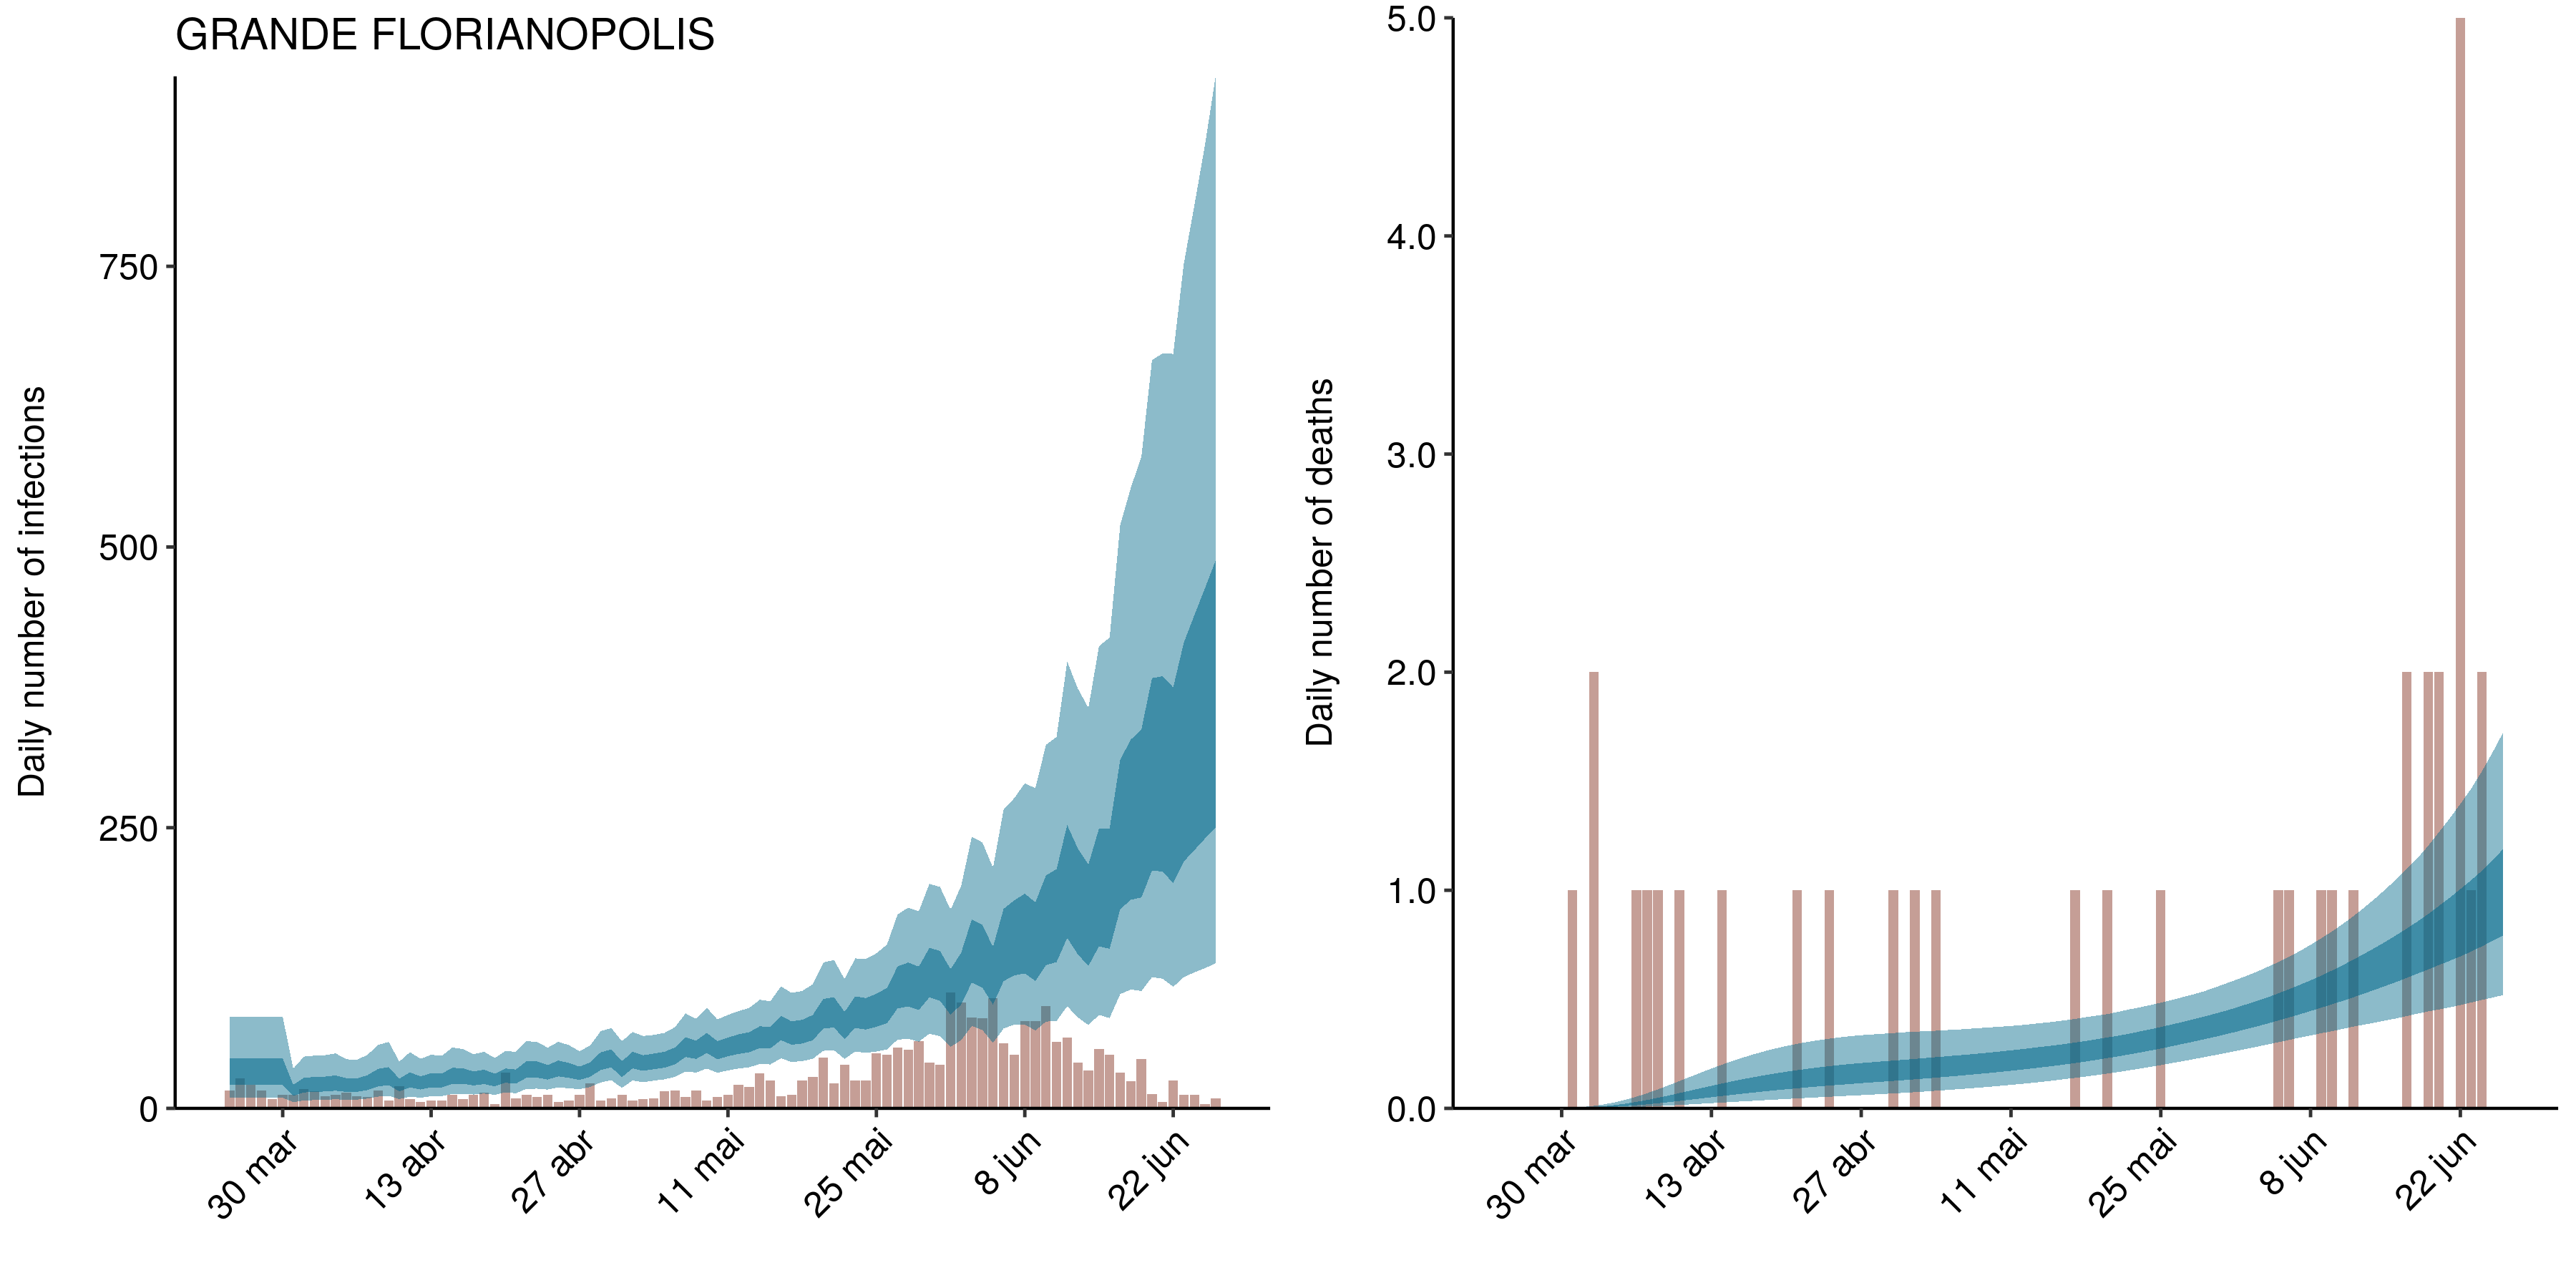 GRANDE FLORIANOPOLIS
Daily number of infections
750
500
250
0
30 mar
13 abr
27 abr
11 mai
25 mai
8 jun
22 jun
Daily number of deaths
5.0
4.0
3.0
2.0
1.0
0.0
30 mar
13 abr
27 abr
11 mai
25 mai
8 jun
22 jun